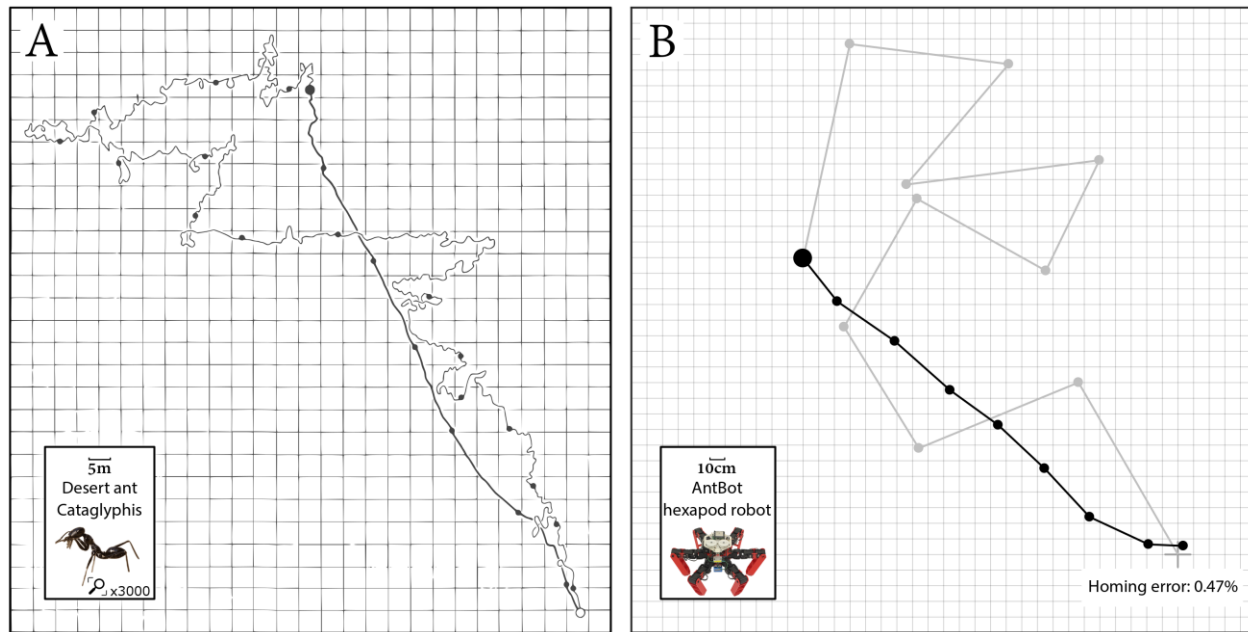 A
5m
Desert ant
Cataglyphis
x3000
B
10cm
AntBot
hexapod robot
Homing error: 0.47%